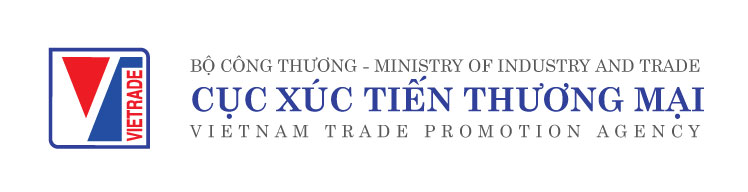 VIETRADE
BỘ CÔNG THƯƠNG - MINISTRY OF INDUSTRY AND TRADE
CỤC XÚC TIẾN THƯƠNG MẠI
VIETNAM TRADE PROMOTION AGENCY